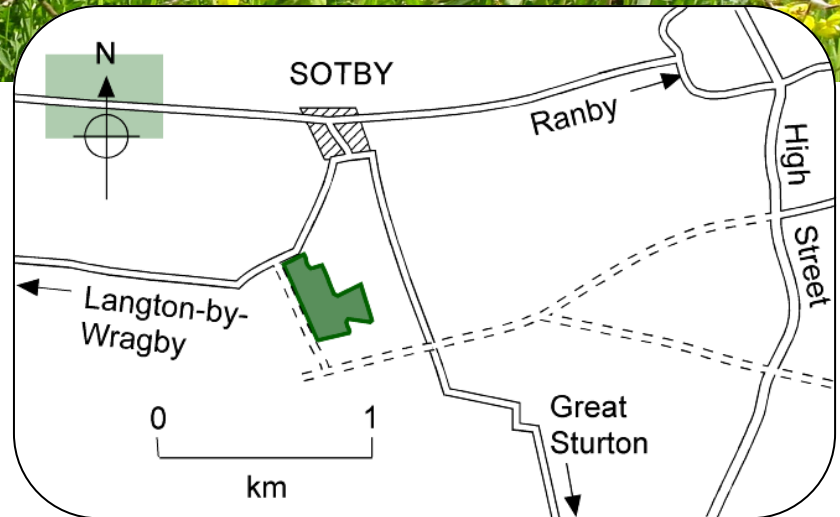 N
SOTBY
Ranby
High
Street
Langton-by-
Wragby
0 1
km
Great
Sturton